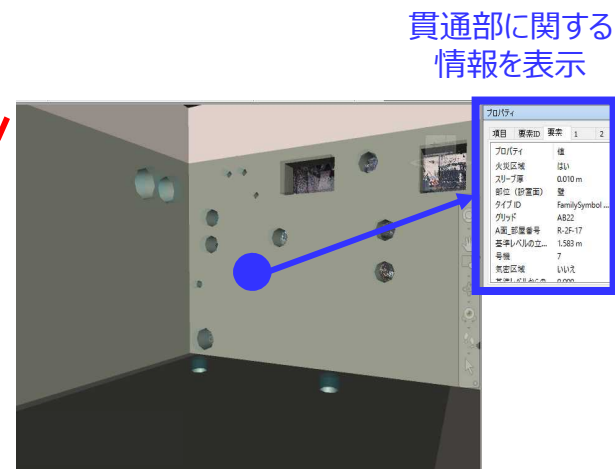 貫通部に関する
情報を表示
プロパティ
項目 要素ID 要素 1 2
プロパティ 値
火災区域 はい
スリーブ厚 0.010 m
部位（設置面） 壁
タイプ ID FamilySymbol ...
グリッド AB22
A面_部屋番号 R-2F-17
基準レベルの立... 1.583 m
号機 7
気密区域 いいえ